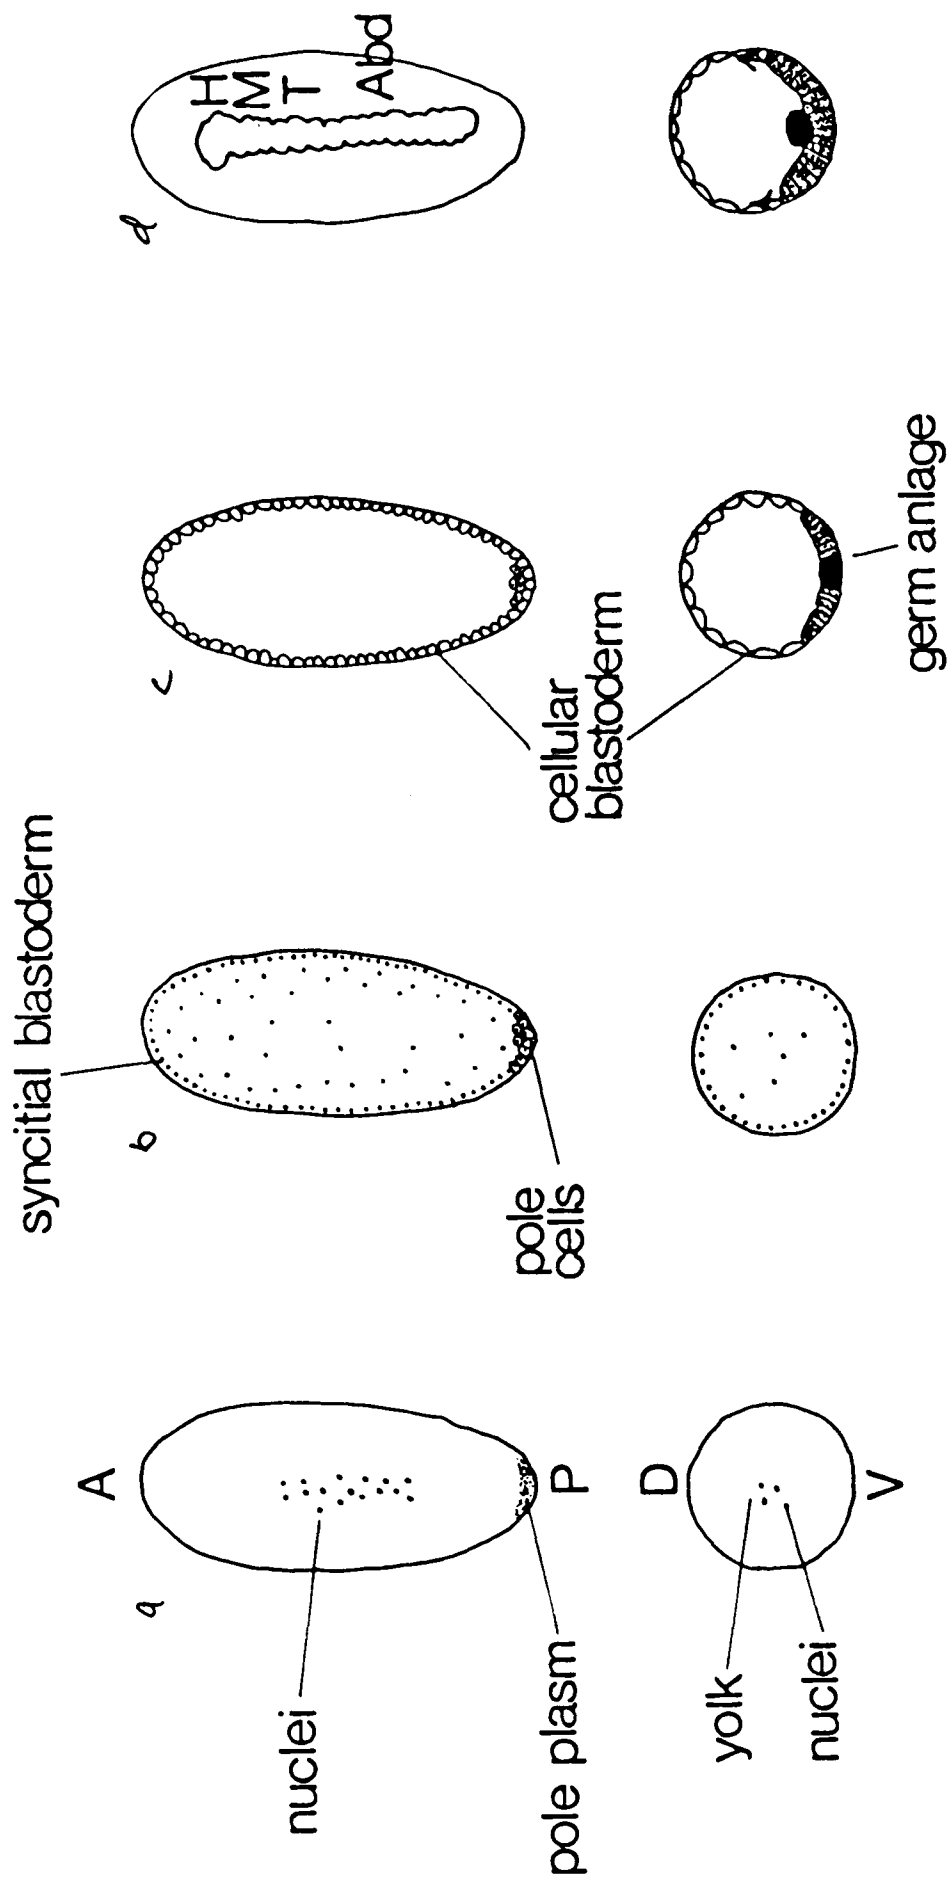 a
A
nuclei
pole plasm
P
D
yolk
nuclei
V
syncitial blastoderm
b
pole
cells
c
cellular
blastoderm
germ anlage
d
H
M
T
Abd